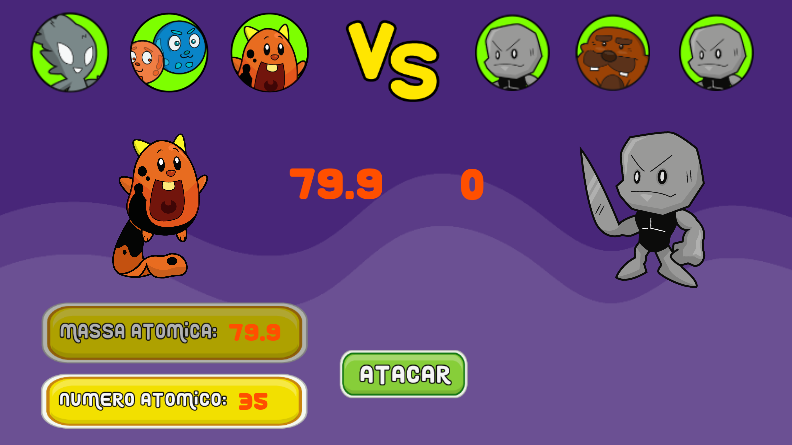 VS
79.9 0
MASSA ATOMICA: 79.9
NUMERO ATOMICO: 35
ATACAR